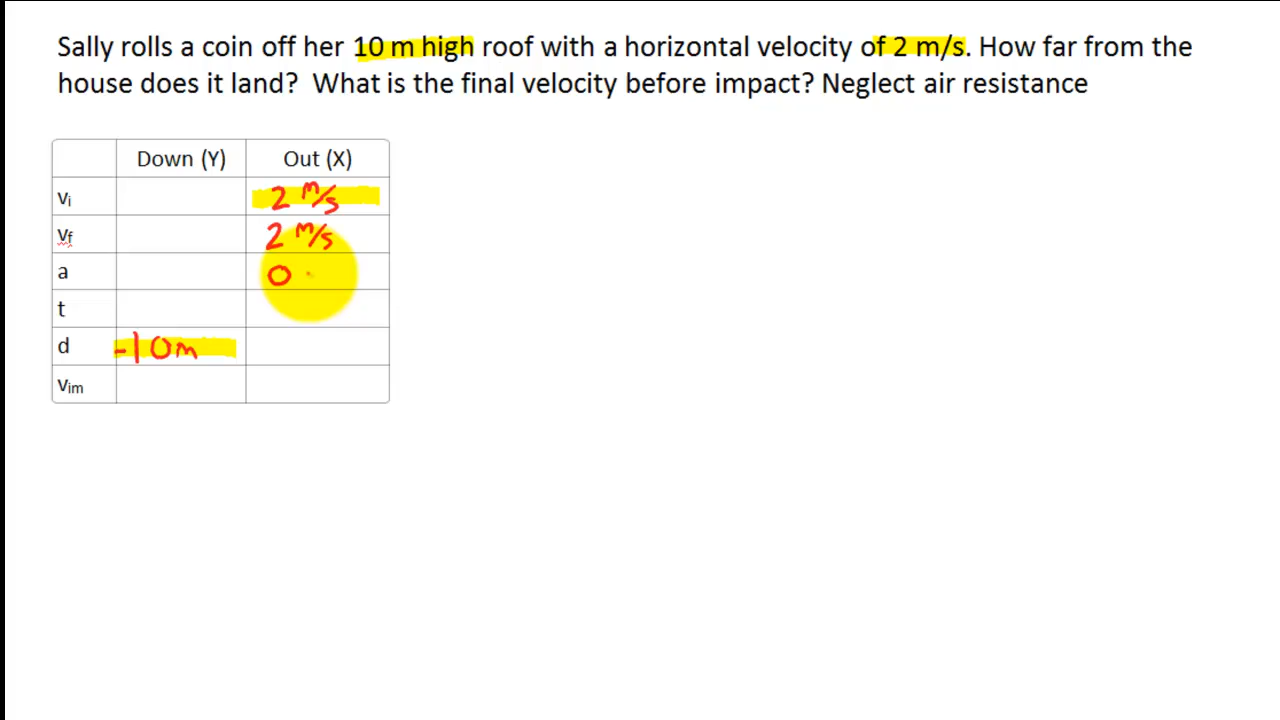 Sally rolls a coin off her 10 m high roof with a horizontal velocity of 2 m/s. How far from the
house does it land? What is the final velocity before impact? Neglect air resistance
Down (Y) Out (X)
vi 2 m/s
vf 2 m/s
a 0
t
d -10m
vim